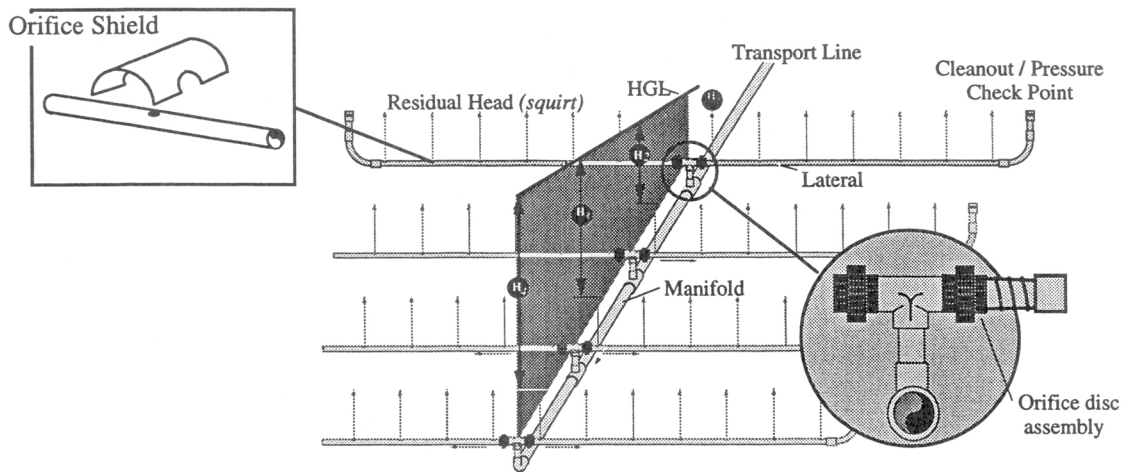 Orifice Shield
Transport Line
HGL
Cleanout / Pressure
Check Point
Residual Head (squirt)
Lateral
Manifold
Orifice disc
assembly